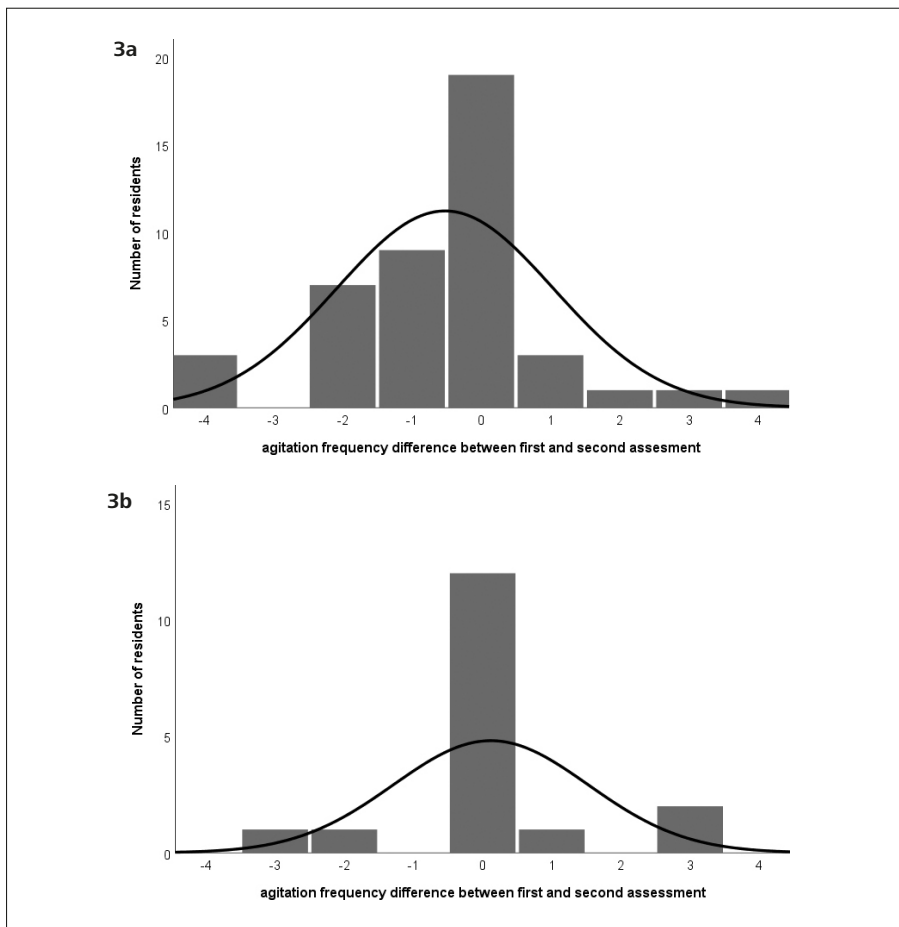 3a
20
15
10
5
0
Number of residents
-4 -3 -2 -1 0 1 2 3 4
agitation frequency difference between first and second assesment
3b
15
10
5
0
Number of residents
-4 -3 -2 -1 0 1 2 3 4
agitation frequency difference between first and second assessment